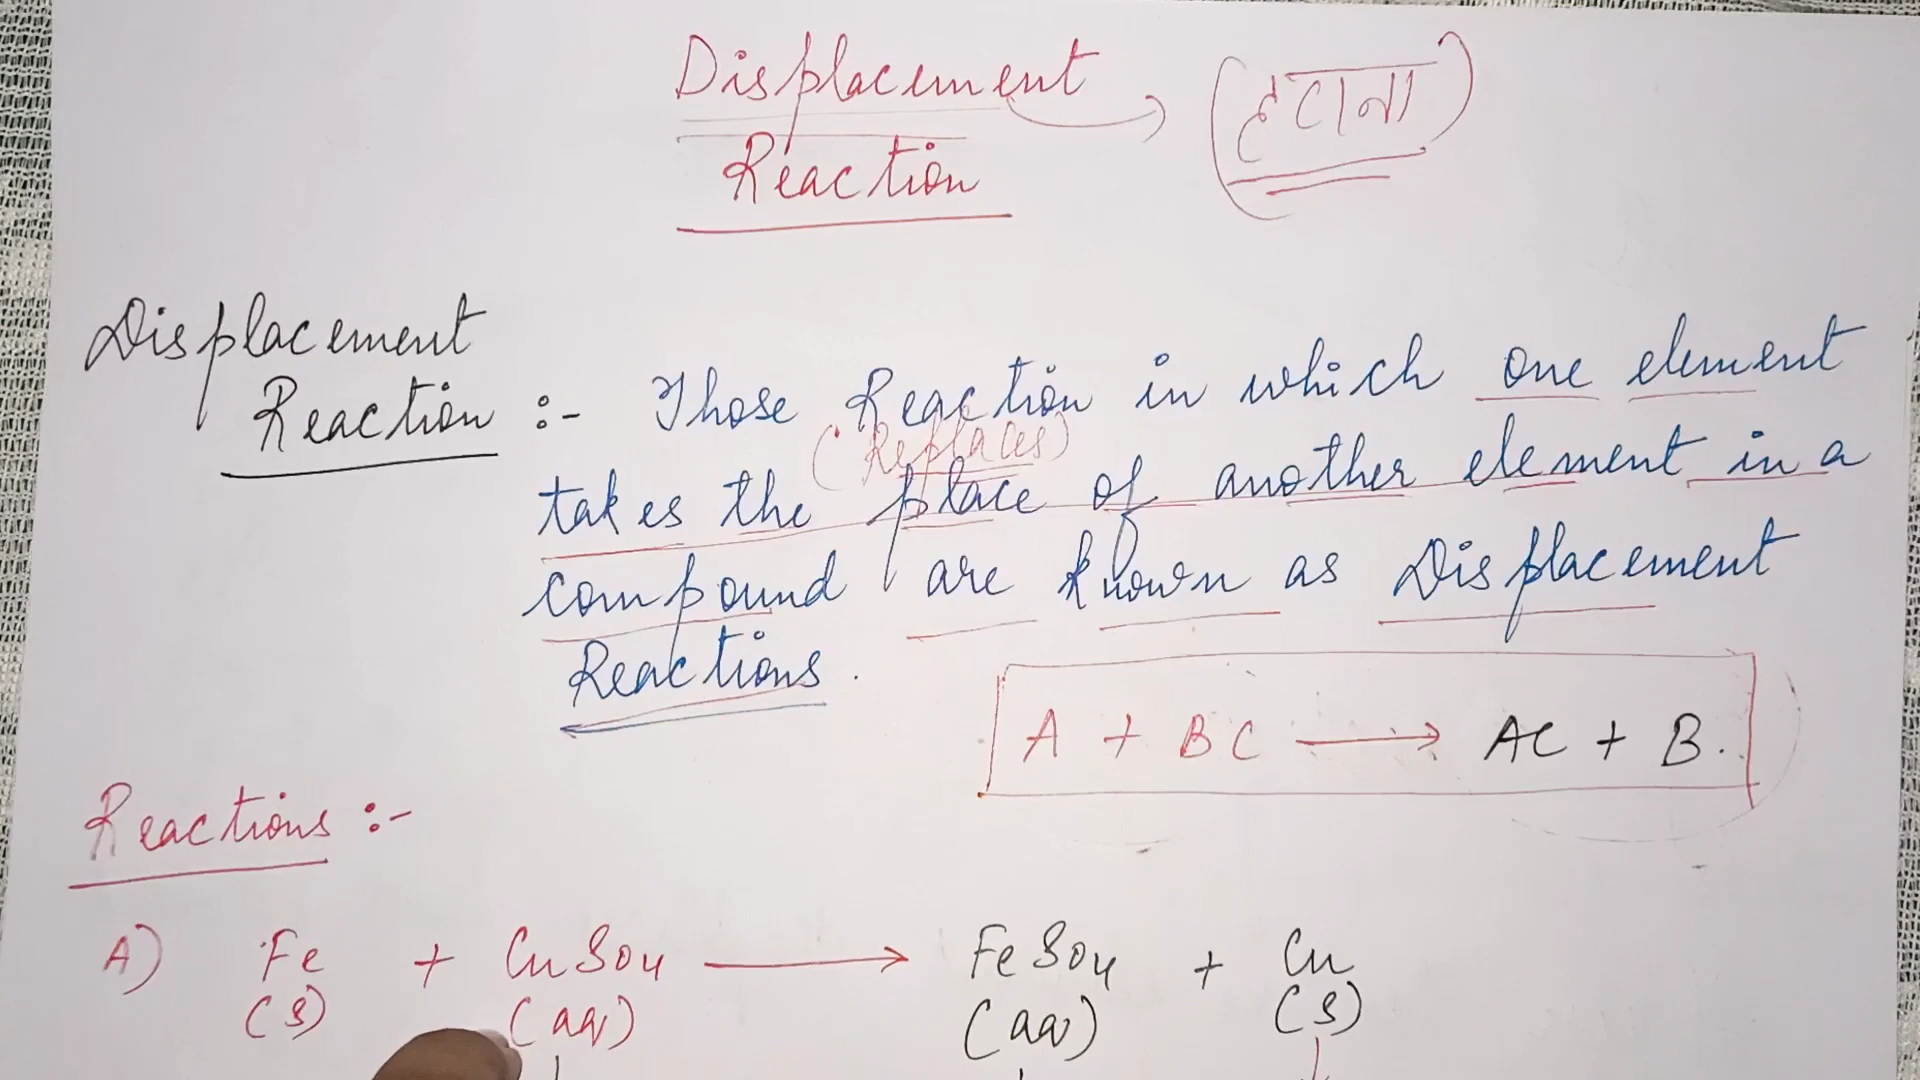 Displacement (हटाना)
Reaction
Displacement
Reaction :- Those Reaction in which one element
(Replaces)
takes the place of another element in a
compound are known as Displacement
Reactions.
A + BC → AC + B.
Reactions :-
A) Fe + CuSO4 → FeSO4 + Cu
(s) (aq) (aq) (s)